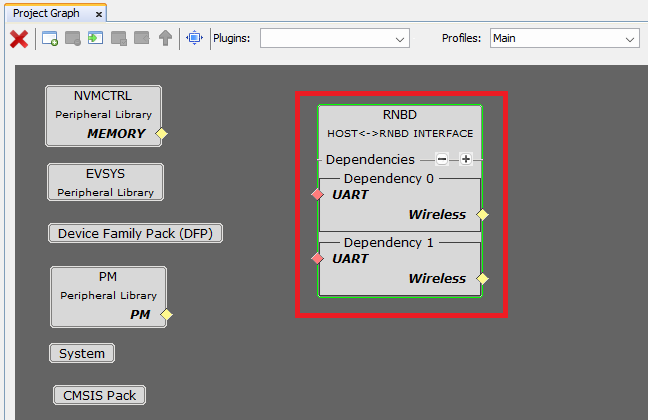 Project Graph
Plugins:
Profiles: Main
NVMCTRL
Peripheral Library
MEMORY
EVSYS
Peripheral Library
Device Family Pack (DFP)
PM
Peripheral Library
PM
System
CMSIS Pack
RNBD
HOST<->RNBD INTERFACE
Dependencies
Dependency 0
UART
Wireless
Dependency 1
UART
Wireless